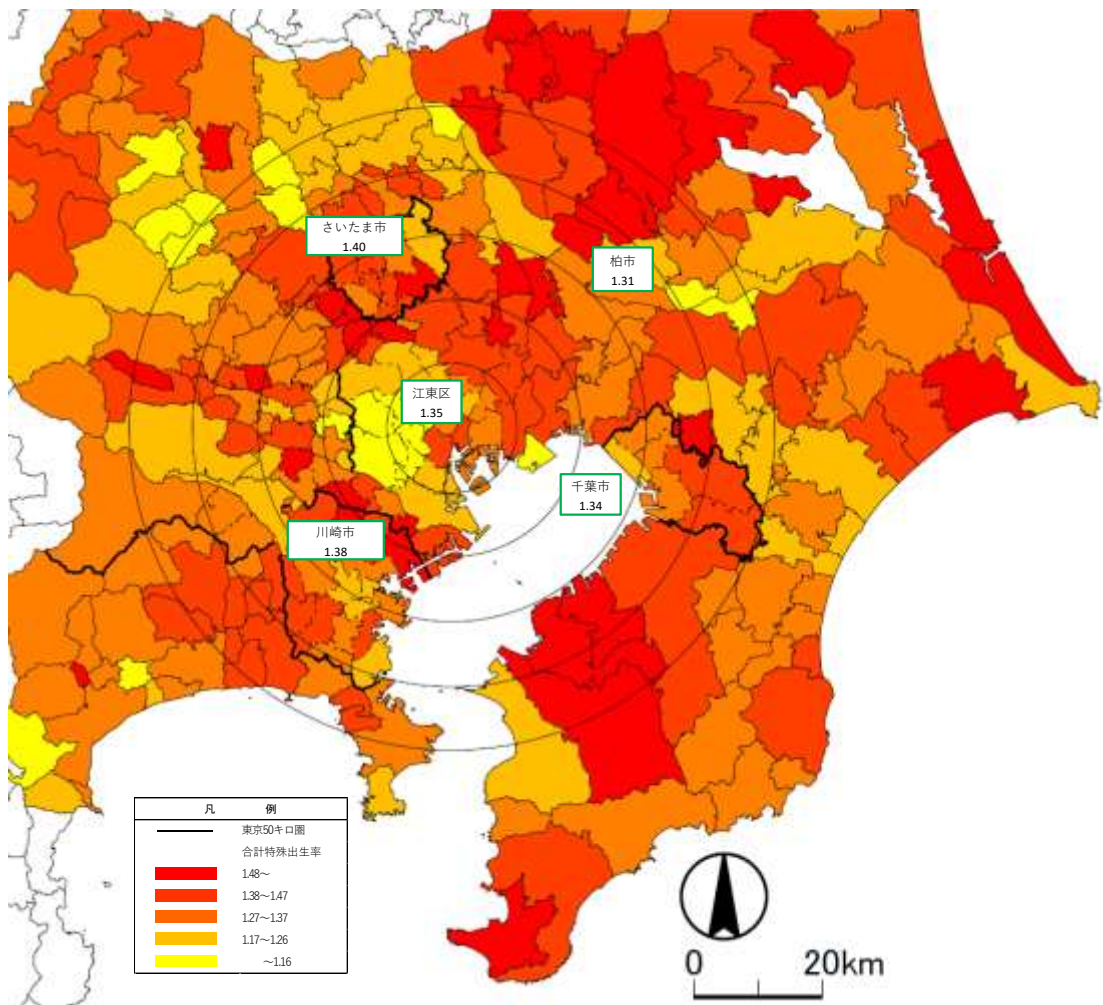 さいたま市
1.40
柏市
1.31
江東区
1.35
千葉市
1.34
川崎市
1.38
凡 例
東京50キロ圏
合計特殊出生率
1.48～
1.38～1.47
1.27～1.37
1.17～1.26
～1.16
0 20km